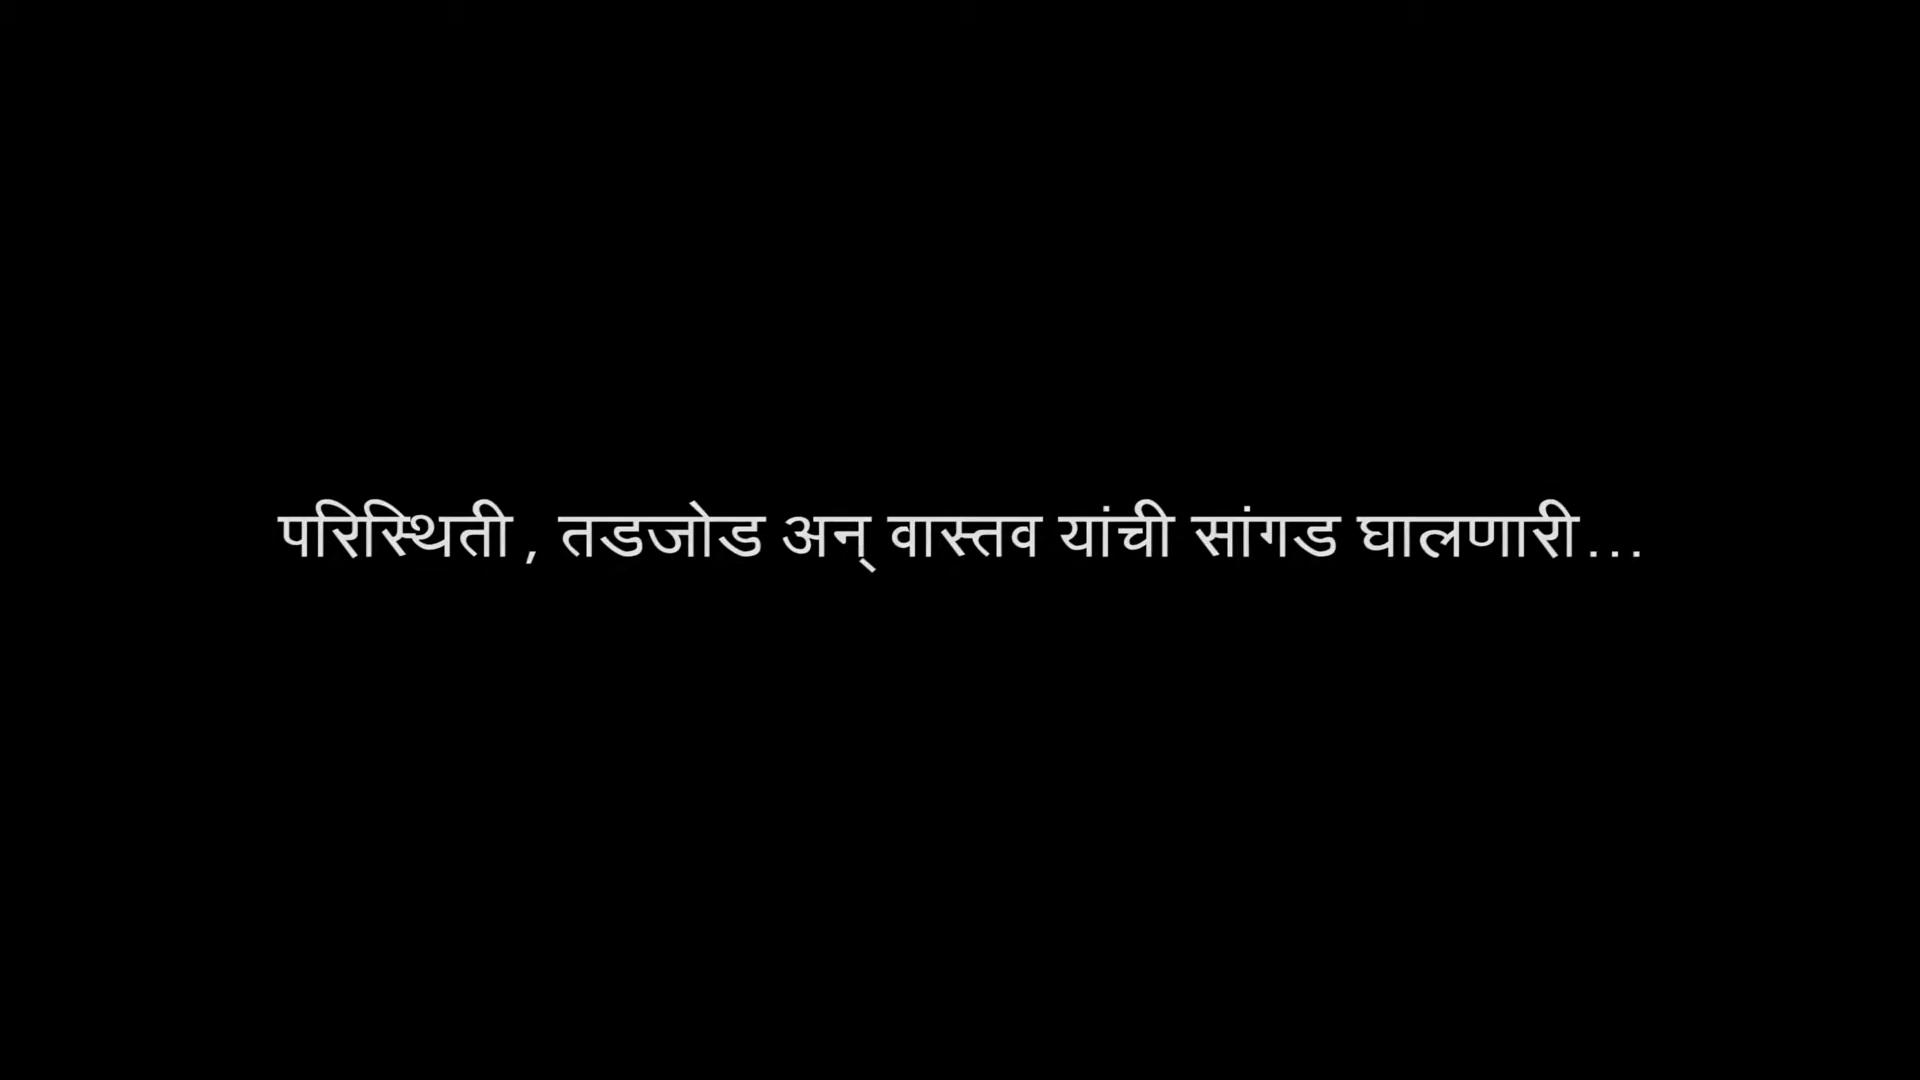 परिस्थिती, तडजोड अन् वास्तव यांची सांगड घालणारी...